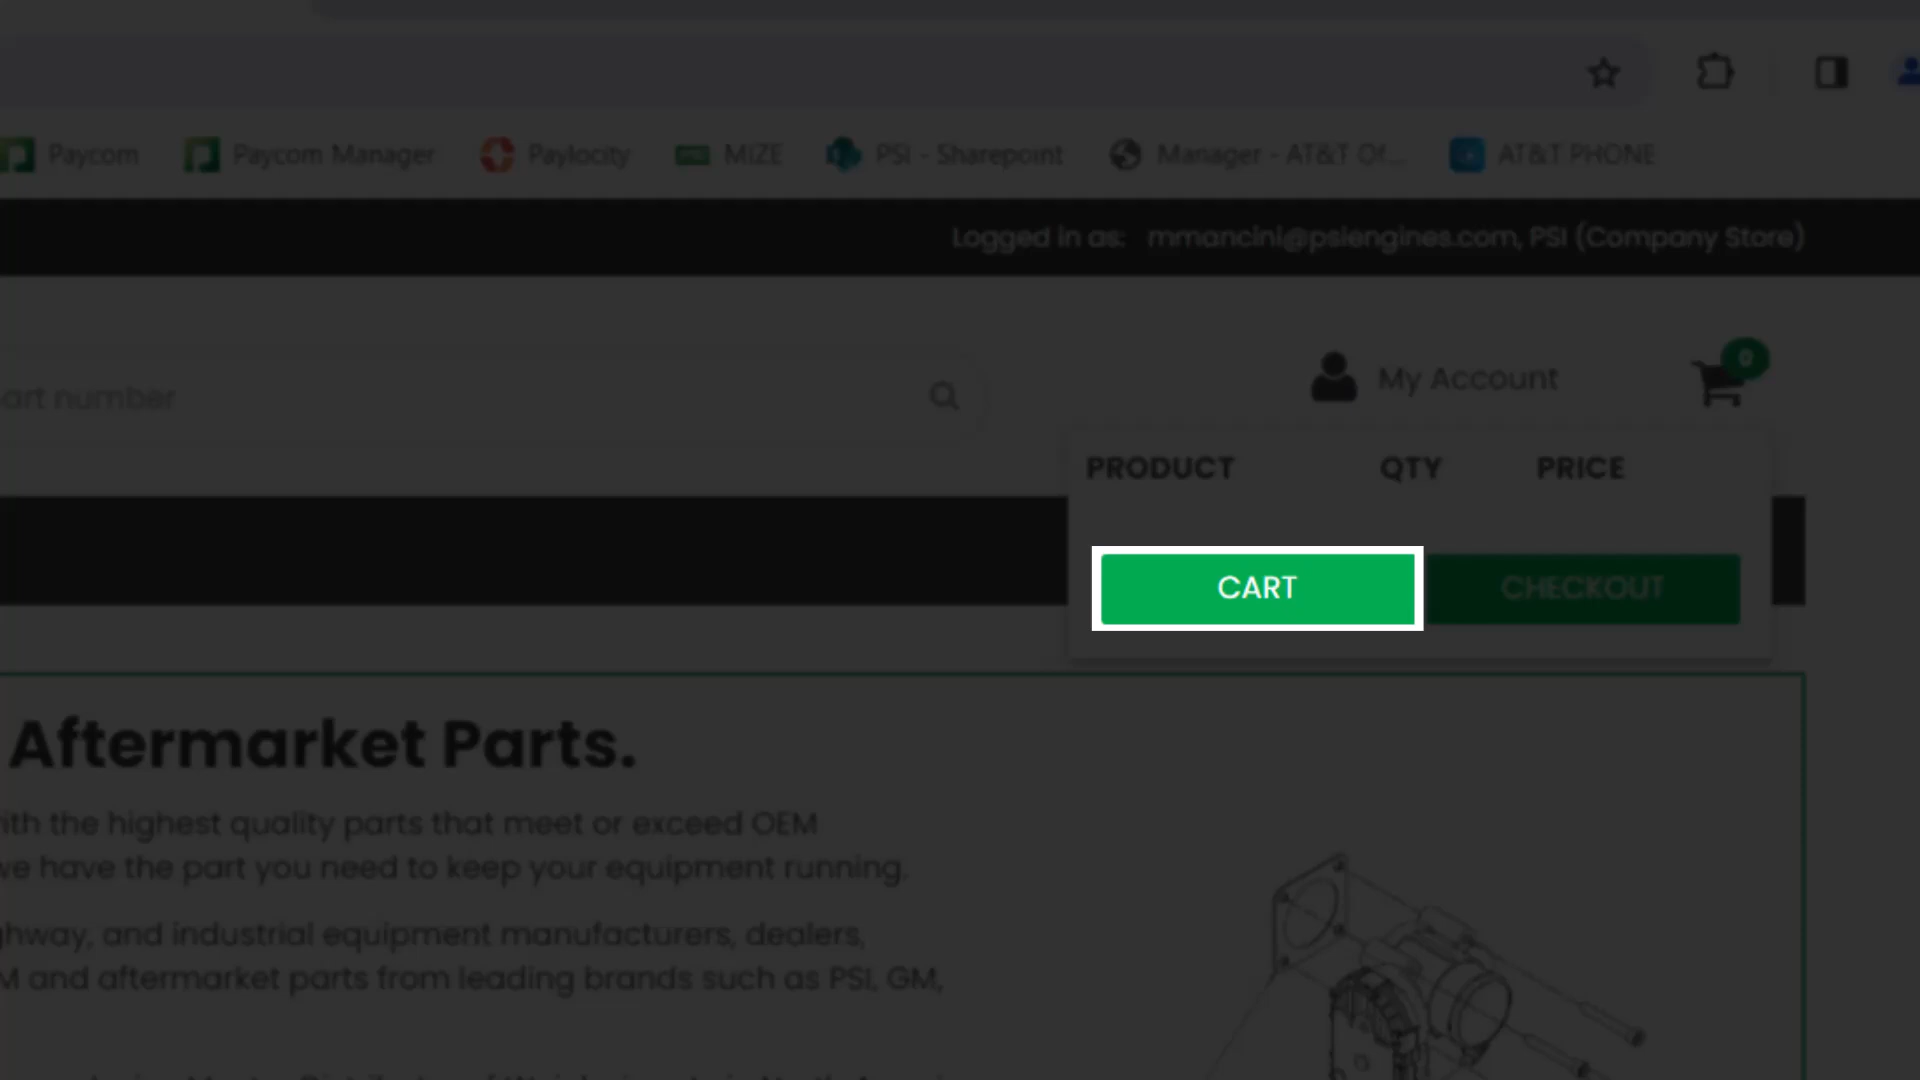 Paycom Paycom Manager Paylocity MIZE PSI - Sharepoint Manager - AT&T Of... AT&T PHONE
Logged in as: mmancini@psiengines.com, PSI (Company Store)
art number
My Account
0
PRODUCT QTY PRICE
CART CHECKOUT
Aftermarket Parts.
ith the highest quality parts that meet or exceed OEM
we have the part you need to keep your equipment running.
ghway, and industrial equipment manufacturers, dealers,
M and aftermarket parts from leading brands such as PSI, GM,